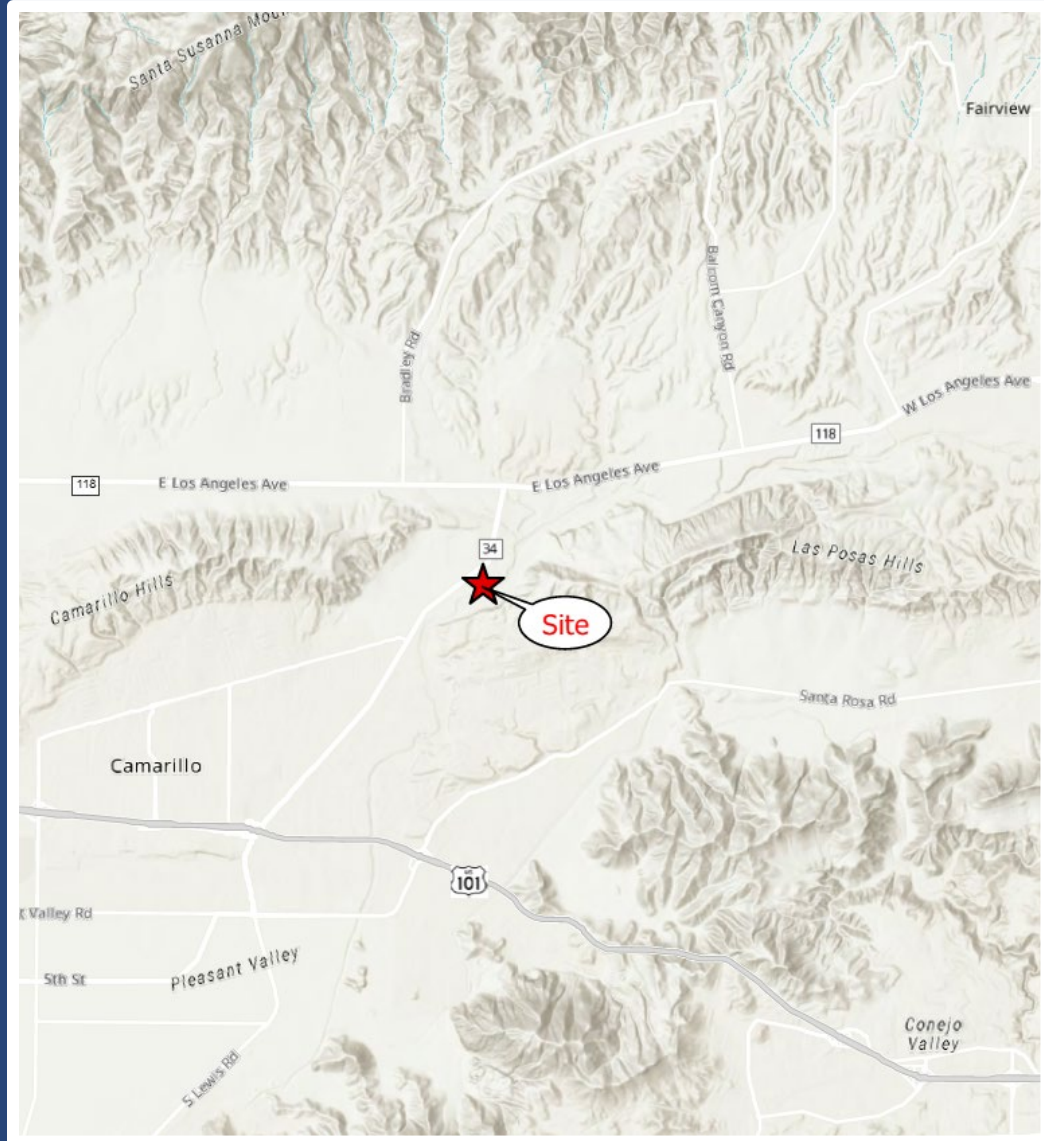 Santa Susanna
Fairview
Balcom Canyon Rd
Bradley Rd
W Los Angeles Ave
118
118
E Los Angeles Ave
E Los Angeles Ave
34
Las Posas Hills
Camarillo Hills
Site
Santa Rosa Rd
Camarillo
US
101
t Valley Rd
Pleasant Valley
5th St
Conejo
Valley
S Lewis Rd